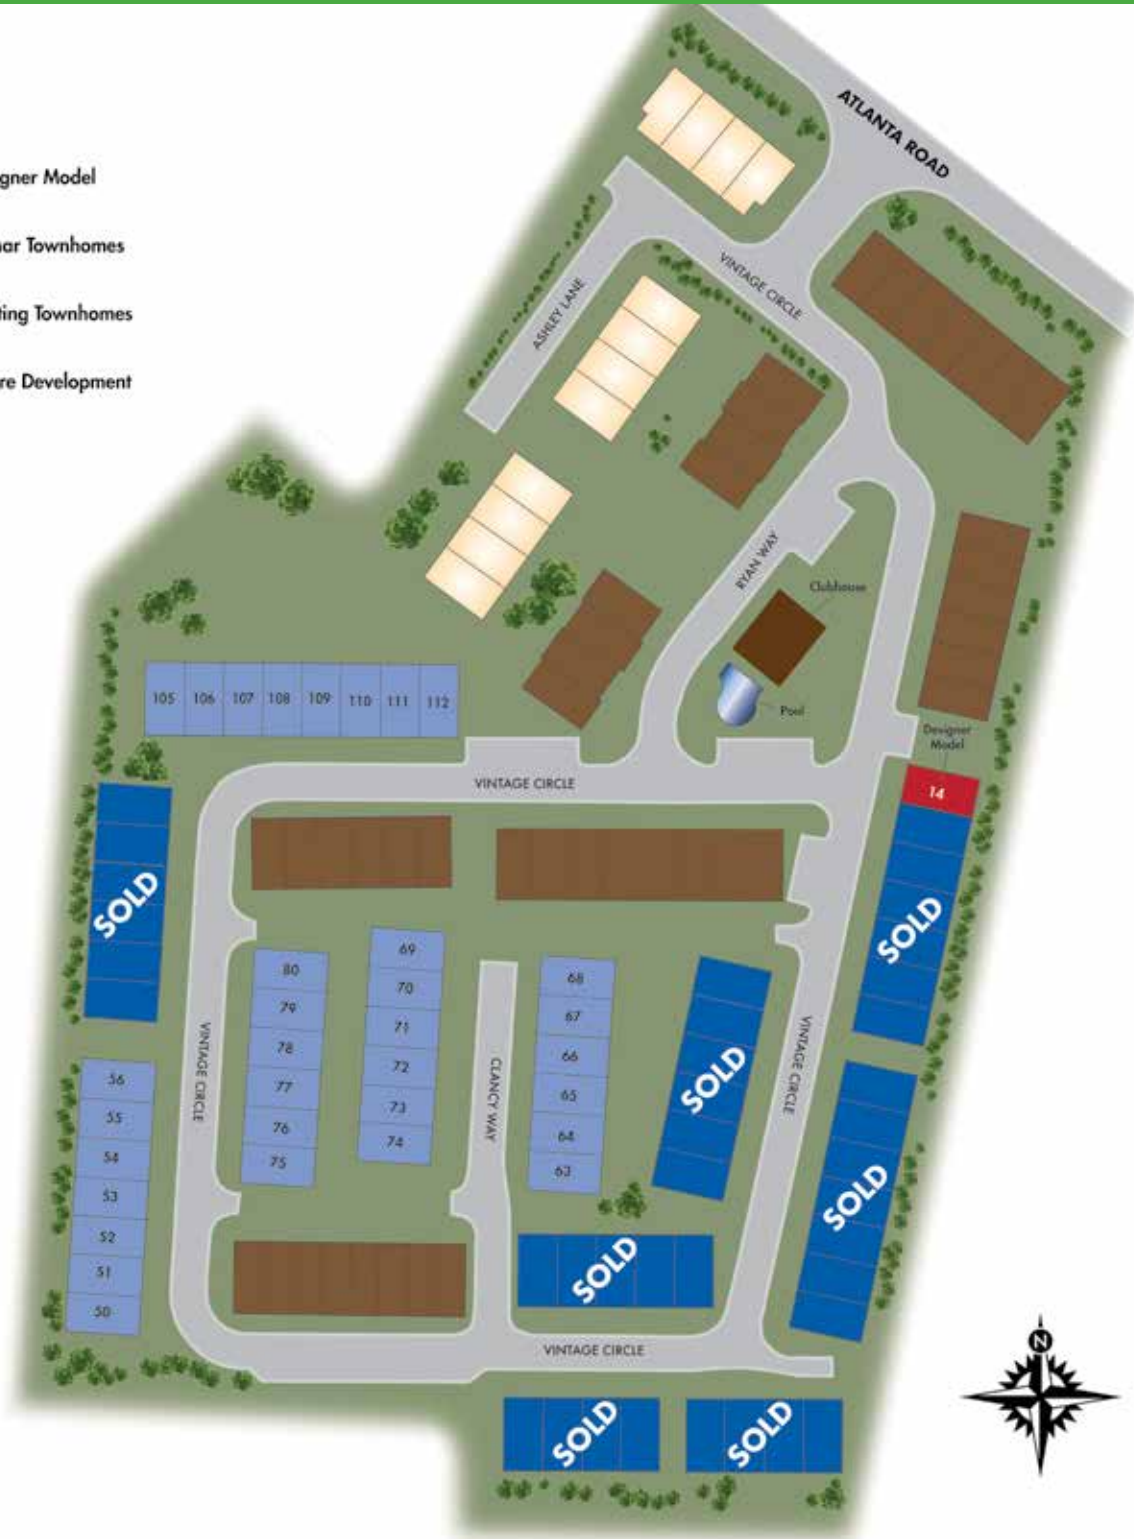 ATLANTA ROAD
gner Model
ar Townhomes
ting Townhomes
re Development
VINTAGE CIRCLE
ASHLEY LANE
RYAN WAY
Clubhouse
Pool
105 106 107 108 109 110 111 112
Designer
Model
14
VINTAGE CIRCLE
SOLD
SOLD
80
79
78
77
76
75
69
70
71
72
73
74
68
67
66
65
64
63
SOLD
VINTAGE CIRCLE
CLANCY WAY
VINTAGE CIRCLE
56
55
54
53
52
51
50
SOLD
SOLD
VINTAGE CIRCLE
N
SOLD
SOLD